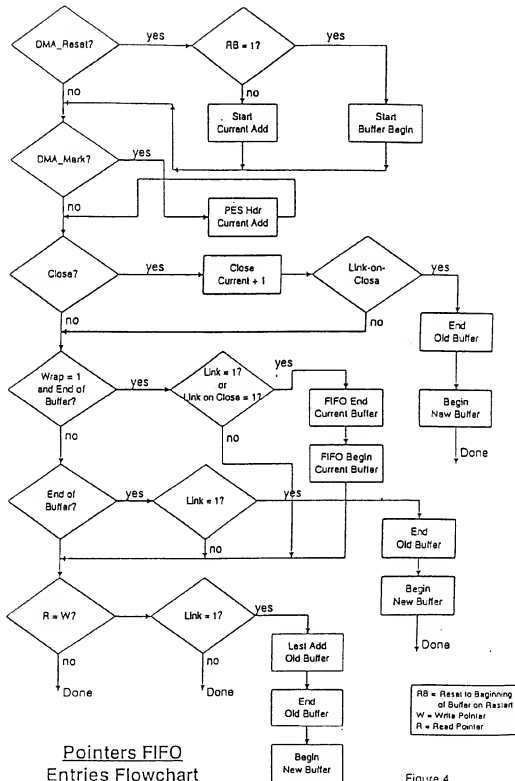 DMA_Reset?
yes
RB = 1?
yes
no
no
Start
Current Add
Start
Buffer Begin
DMA_Mark?
yes
no
PES Hdr
Current Add
Close?
yes
Close
Current + 1
Link-on-
Close
yes
no
no
End
Old Buffer
Begin
New Buffer
Done
Wrap = 1
and End of
Buffer?
yes
Link = 1?
or
Link on Close = 1?
yes
no
no
FIFO End
Current Buffer
FIFO Begin
Current Buffer
End of
Buffer?
yes
Link = 1?
yes
no
no
End
Old Buffer
Begin
New Buffer
Done
R = W?
Link = 1?
yes
no
no
Done
Done
Last Add
Old Buffer
End
Old Buffer
Begin
New Buffer
RB = Reset to Beginning
of Buffer on Restart
W = Write Pointer
R = Read Pointer
Pointers FIFO
Entries Flowchart
Figure 4